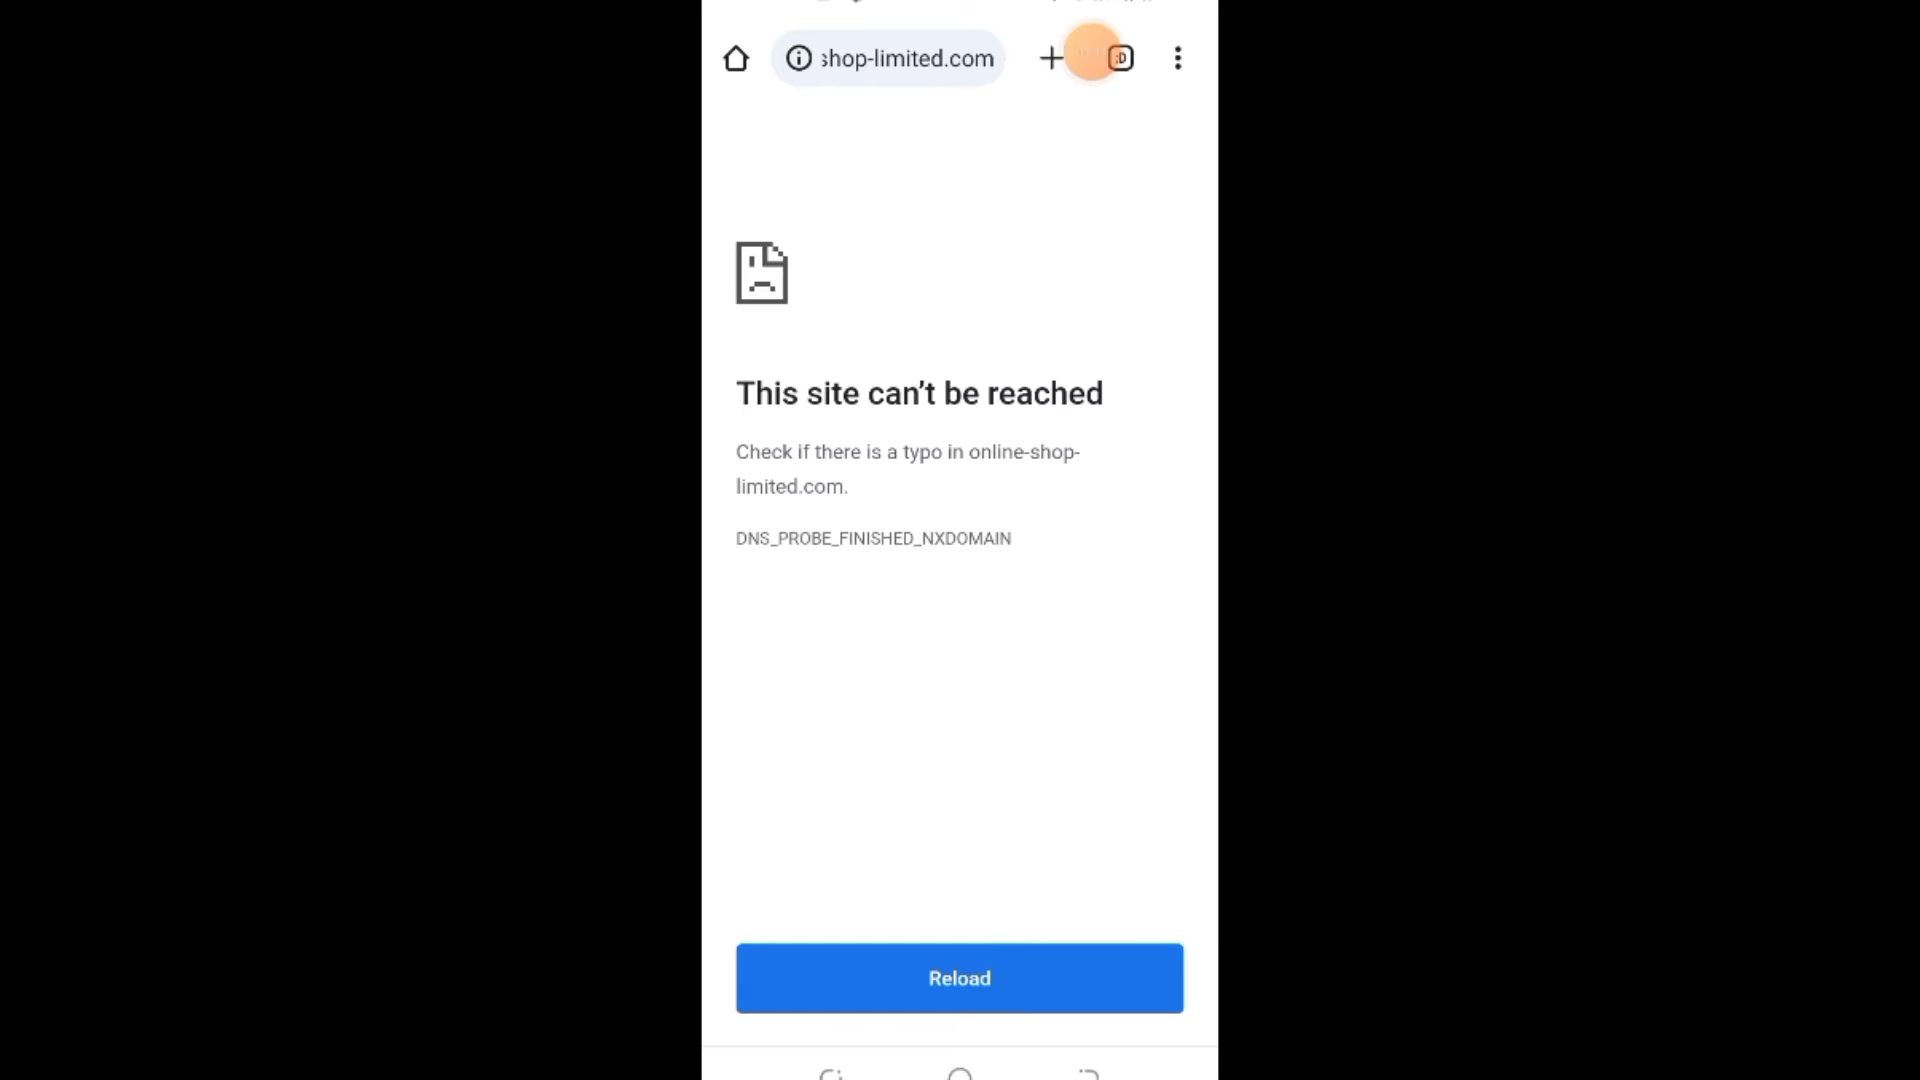 shop-limited.com
:D
This site can’t be reached
Check if there is a typo in online-shop-
limited.com.
DNS_PROBE_FINISHED_NXDOMAIN
Reload